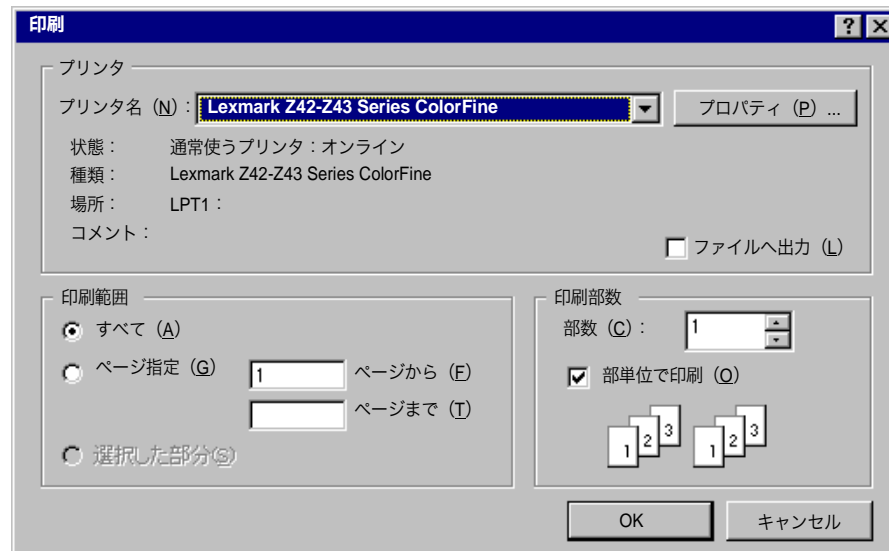 印刷
プリンタ
プリンタ名 (N)： Lexmark Z42-Z43 Series ColorFine プロパティ (P) ...
状態： 通常使うプリンタ：オンライン
種類： Lexmark Z42-Z43 Series ColorFine
場所： LPT1：
コメント：
ファイルへ出力 (L)
印刷範囲
すべて (A)
ページ指定 (G) 1 ページから (F)
ページまで (T)
選択した部分(S)
印刷部数
部数 (C)： 1
部単位で印刷 (O)
1 2 3 1 2 3
OK キャンセル